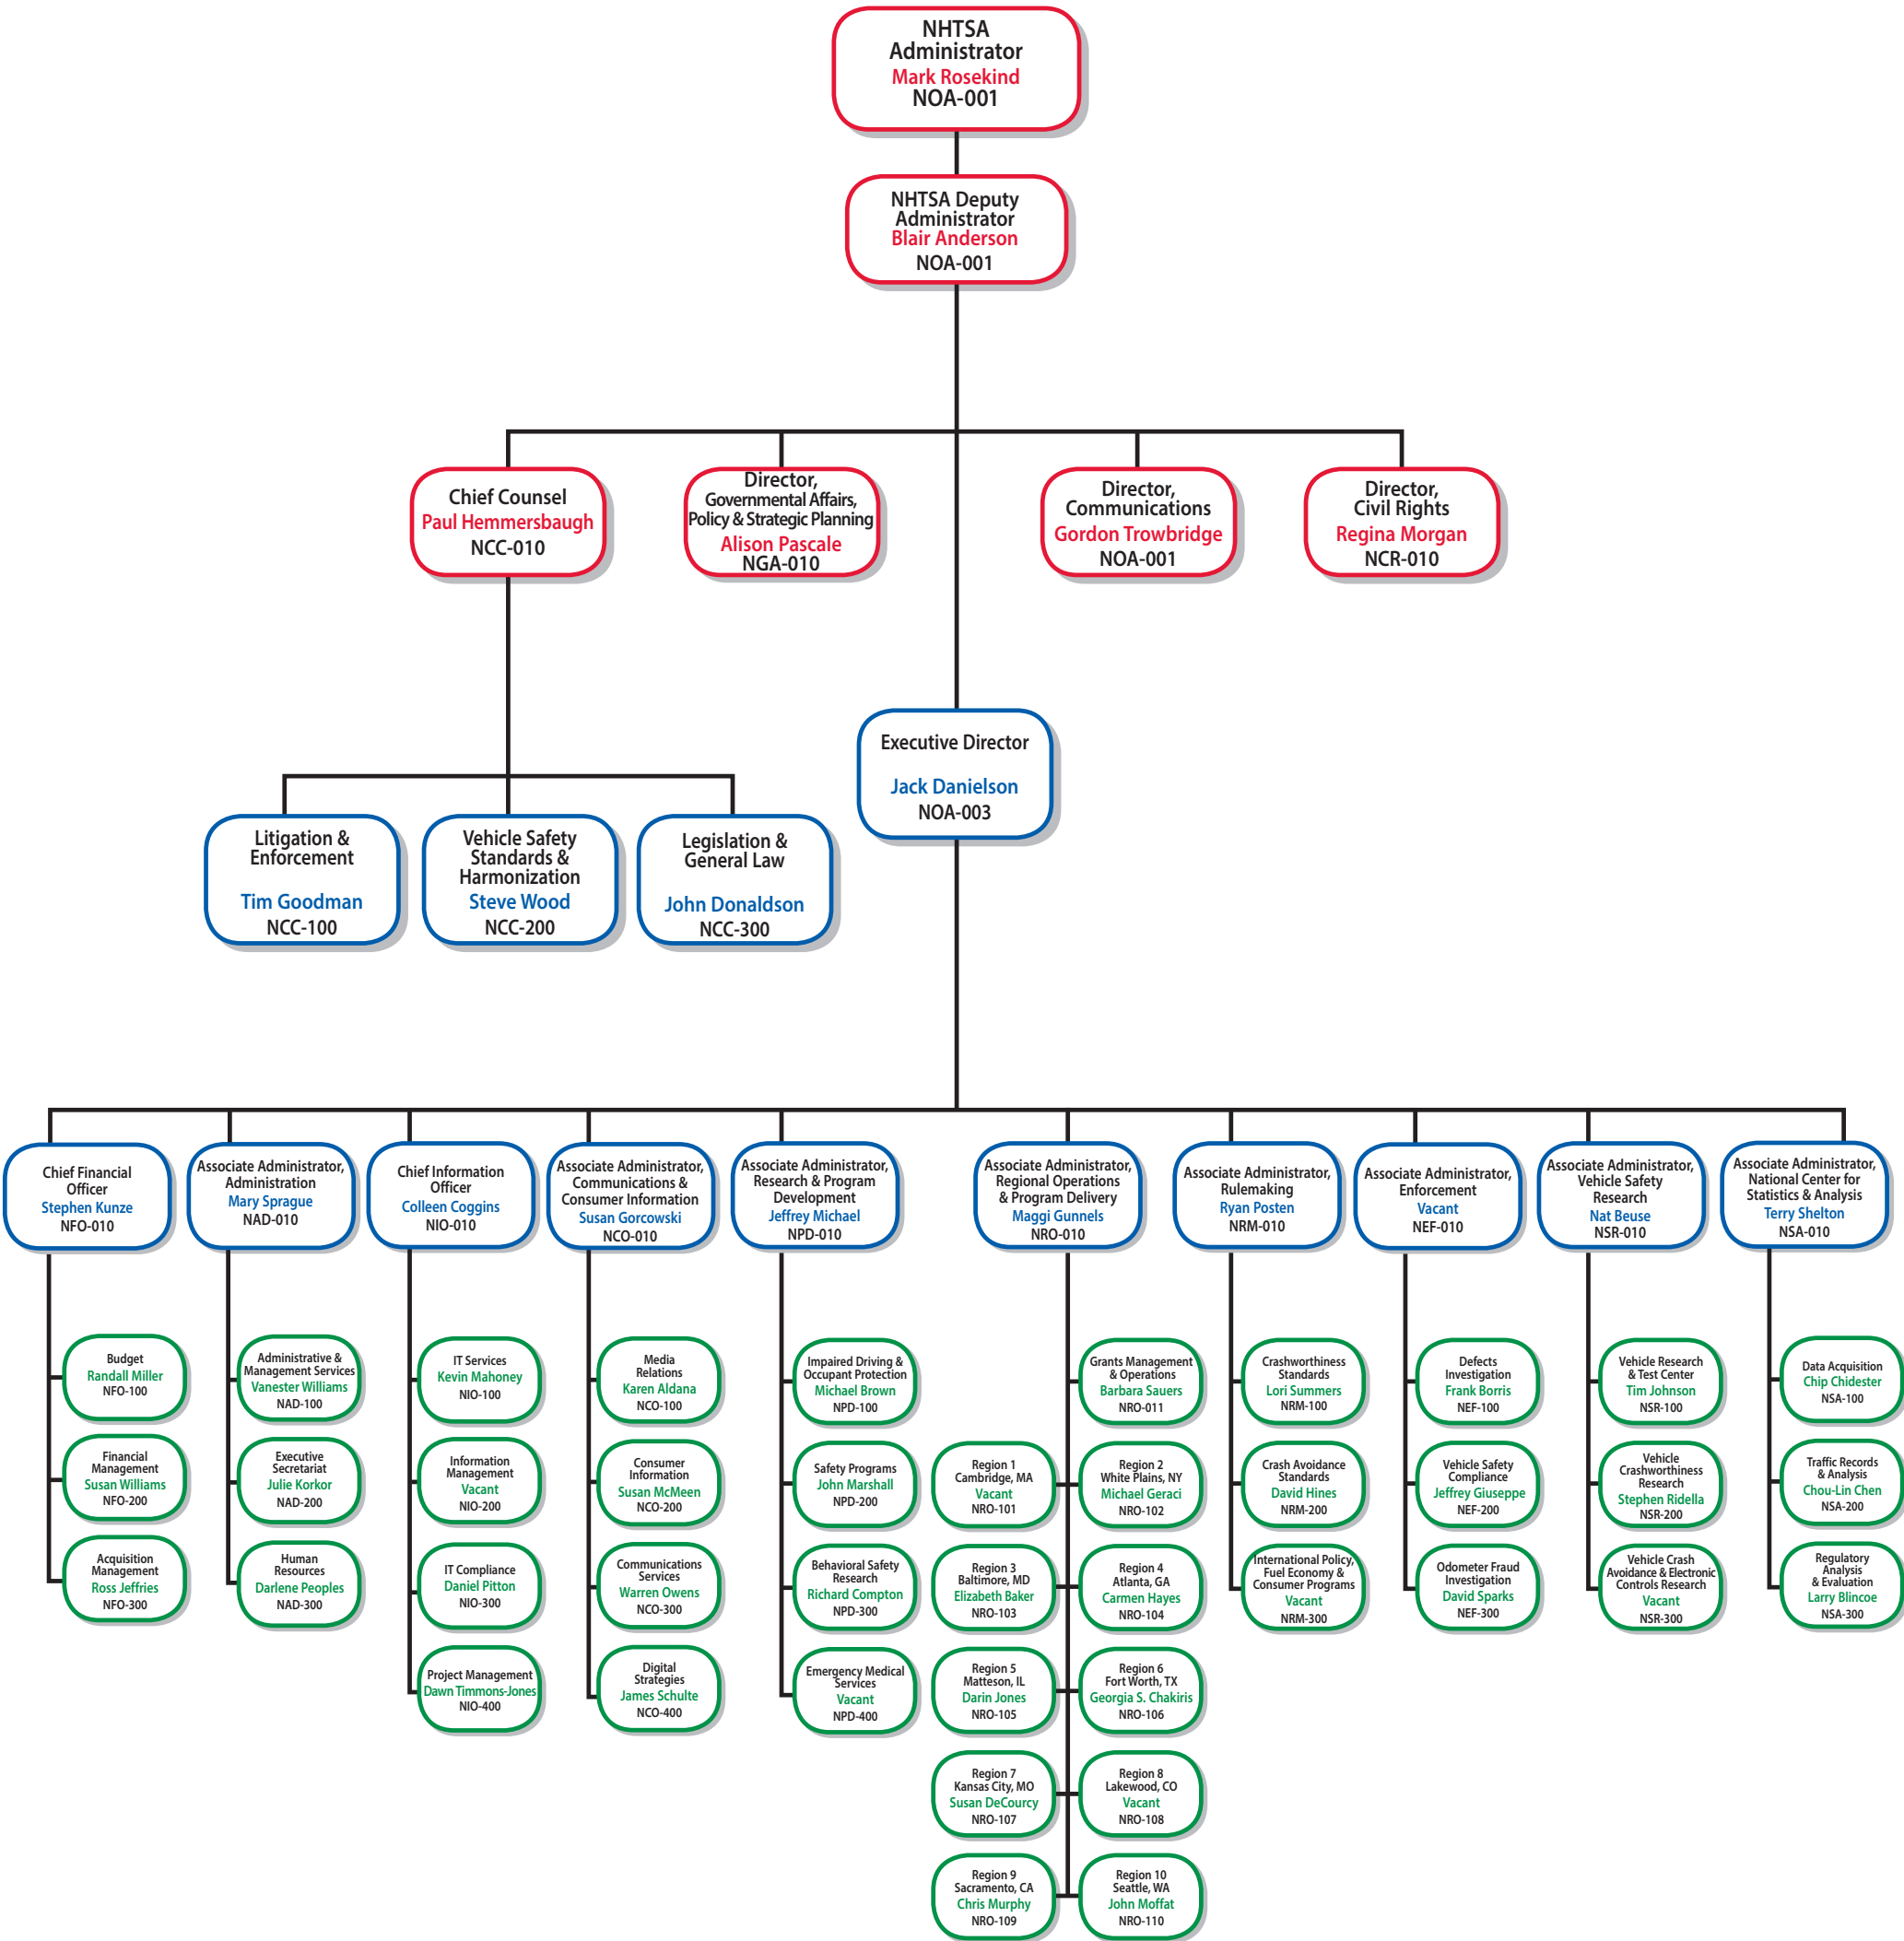 NHTSA
Administrator
Mark Rosekind
NOA-001
NHTSA Deputy
Administrator
Blair Anderson
NOA-001
Chief Counsel
Paul Hemmersbaugh
NCC-010
Director,
Governmental Affairs,
Policy & Strategic Planning
Alison Pascale
NGA-010
Director,
Communications
Gordon Trowbridge
NOA-001
Director,
Civil Rights
Regina Morgan
NCR-010
Executive Director
Jack Danielson
NOA-003
Litigation &
Enforcement
Tim Goodman
NCC-100
Vehicle Safety
Standards &
Harmonization
Steve Wood
NCC-200
Legislation &
General Law
John Donaldson
NCC-300
Chief Financial
Officer
Stephen Kunze
NFO-010
Associate Administrator,
Administration
Mary Sprague
NAD-010
Chief Information
Officer
Colleen Coggins
NIO-010
Associate Administrator,
Communications &
Consumer Information
Susan Gorcowski
NCO-010
Associate Administrator,
Research & Program
Development
Jeffrey Michael
NPD-010
Associate Administrator,
Regional Operations
& Program Delivery
Maggi Gunnels
NRO-010
Associate Administrator,
Rulemaking
Ryan Posten
NRM-010
Associate Administrator,
Enforcement
Vacant
NEF-010
Associate Administrator,
Vehicle Safety
Research
Nat Beuse
NSR-010
Associate Administrator,
National Center for
Statistics & Analysis
Terry Shelton
NSA-010
Budget
Randall Miller
NFO-100
Financial
Management
Susan Williams
NFO-200
Acquisition
Management
Ross Jeffries
NFO-300
Administrative &
Management Services
Vanester Williams
NAD-100
Executive
Secretariat
Julie Korkor
NAD-200
Human
Resources
Darlene Peoples
NAD-300
IT Services
Kevin Mahoney
NIO-100
Information
Management
Vacant
NIO-200
IT Compliance
Daniel Pitton
NIO-300
Project Management
Dawn Timmons-Jones
NIO-400
Media
Relations
Karen Aldana
NCO-100
Consumer
Information
Susan McMeen
NCO-200
Communications
Services
Warren Owens
NCO-300
Digital
Strategies
James Schulte
NCO-400
Impaired Driving &
Occupant Protection
Michael Brown
NPD-100
Safety Programs
John Marshall
NPD-200
Behavioral Safety
Research
Richard Compton
NPD-300
Emergency Medical
Services
Vacant
NPD-400
Grants Management
& Operations
Barbara Sauers
NRO-011
Region 1
Cambridge, MA
Vacant
NRO-101
Region 2
White Plains, NY
Michael Geraci
NRO-102
Region 3
Baltimore, MD
Elizabeth Baker
NRO-103
Region 4
Atlanta, GA
Carmen Hayes
NRO-104
Region 5
Matteson, IL
Darin Jones
NRO-105
Region 6
Fort Worth, TX
Georgia S. Chakiris
NRO-106
Region 7
Kansas City, MO
Susan DeCourcy
NRO-107
Region 8
Lakewood, CO
Vacant
NRO-108
Region 9
Sacramento, CA
Chris Murphy
NRO-109
Region 10
Seattle, WA
John Moffat
NRO-110
Crashworthiness
Standards
Lori Summers
NRM-100
Crash Avoidance
Standards
David Hines
NRM-200
International Policy,
Fuel Economy &
Consumer Programs
Vacant
NRM-300
Defects
Investigation
Frank Borris
NEF-100
Vehicle Safety
Compliance
Jeffrey Giuseppe
NEF-200
Odometer Fraud
Investigation
David Sparks
NEF-300
Vehicle Research
& Test Center
Tim Johnson
NSR-100
Vehicle
Crashworthiness
Research
Stephen Ridella
NSR-200
Vehicle Crash
Avoidance & Electronic
Controls Research
Vacant
NSR-300
Data Acquisition
Chip Chidester
NSA-100
Traffic Records
& Analysis
Chou-Lin Chen
NSA-200
Regulatory
Analysis
& Evaluation
Larry Blincoe
NSA-300